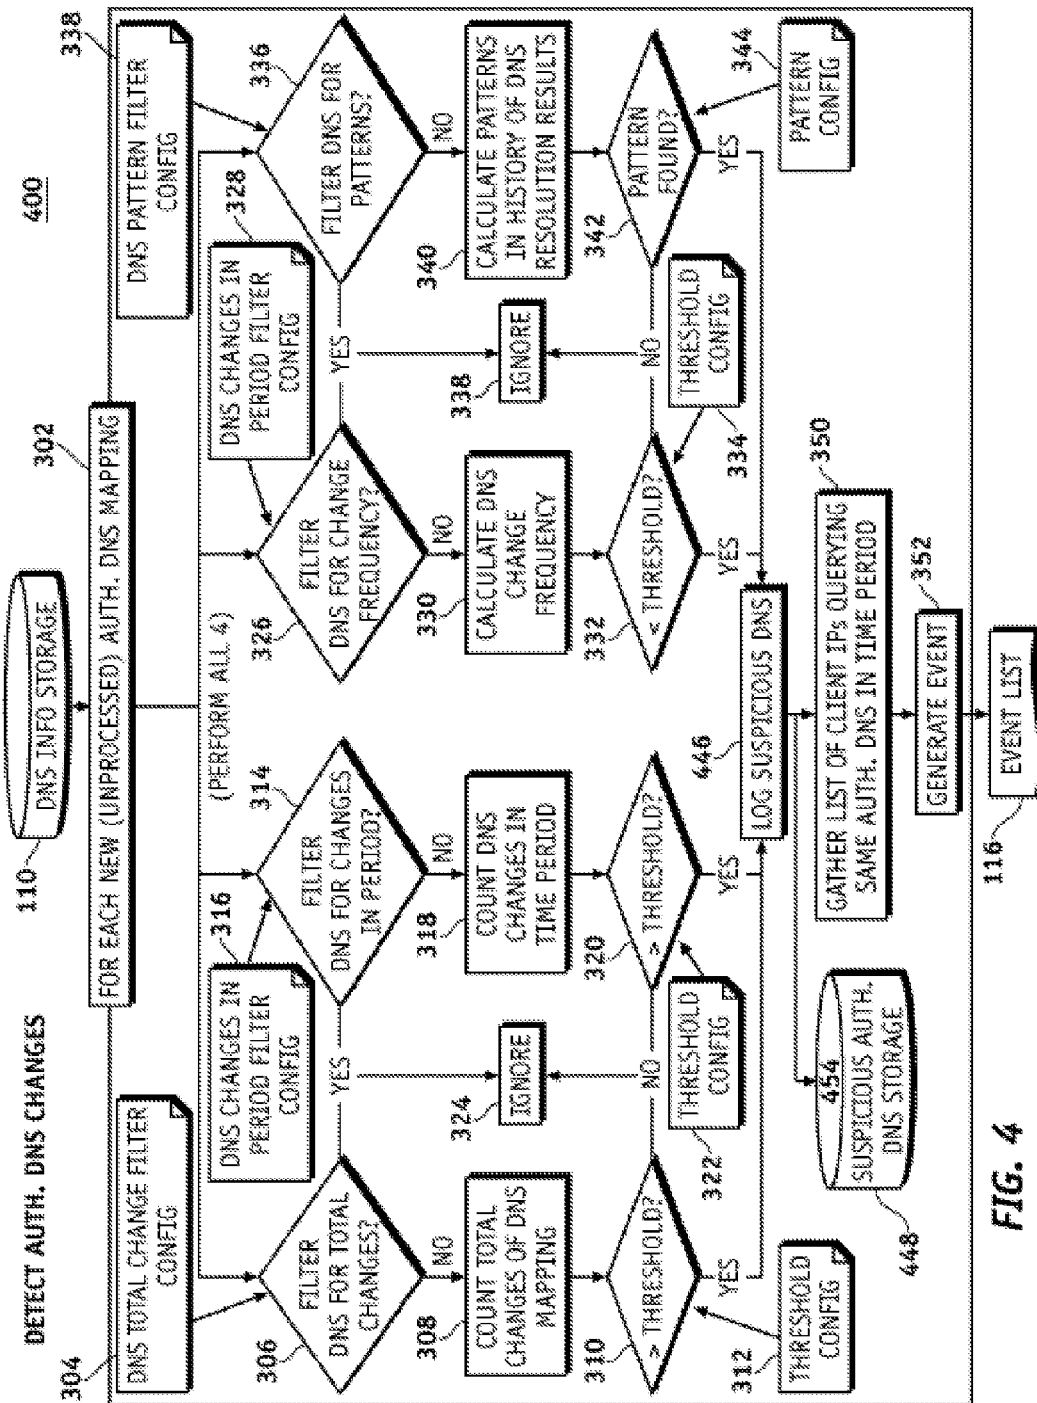 DETECT AUTH. DNS CHANGES
400
110
DNS INFO STORAGE
302
FOR EACH NEW (UNPROCESSED) AUTH. DNS MAPPING
304
DNS TOTAL CHANGE FILTER
CONFIG
338
DNS PATTERN FILTER
CONFIG
(PERFORM ALL 4)
316
DNS CHANGES IN
PERIOD FILTER
CONFIG
328
DNS CHANGES IN
PERIOD FILTER
CONFIG
306
FILTER
DNS FOR TOTAL
CHANGES?
314
FILTER
DNS FOR CHANGES
IN PERIOD?
326
FILTER
DNS FOR CHANGE
FREQUENCY?
336
FILTER DNS FOR
PATTERNS?
YES
YES
NO
NO
NO
NO
308
COUNT TOTAL
CHANGES OF DNS
MAPPING
318
COUNT DNS
CHANGES IN
TIME PERIOD
330
CALCULATE DNS
CHANGE
FREQUENCY
340
CALCULATE PATTERNS
IN HISTORY OF DNS
RESOLUTION RESULTS
324
IGNORE
338
IGNORE
310
> THRESHOLD?
320
> THRESHOLD?
332
< THRESHOLD?
342
PATTERN
FOUND?
NO
NO
322
THRESHOLD
CONFIG
334
THRESHOLD
CONFIG
YES
YES
YES
YES
312
THRESHOLD
CONFIG
344
PATTERN
CONFIG
446
LOG SUSPICIOUS DNS
448
454
SUSPICIOUS AUTH.
DNS STORAGE
350
GATHER LIST OF CLIENT IPs QUERYING
SAME AUTH. DNS IN TIME PERIOD
352
GENERATE EVENT
116
EVENT LIST
FIG. 4